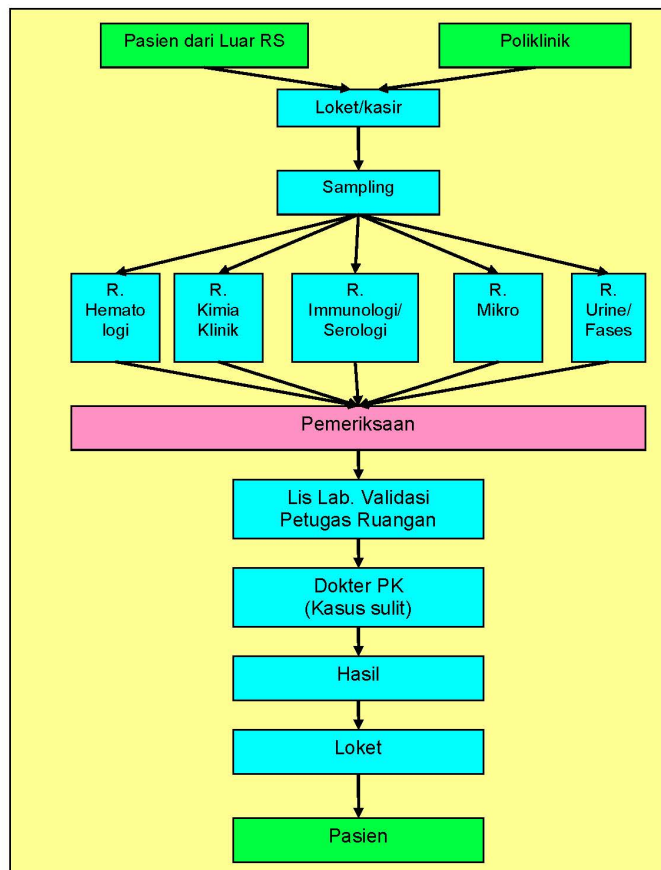 Pasien dari Luar RS
Poliklinik
Loket/kasir
Sampling
R.
Hemato
logi
R.
Kimia
Klinik
R.
Immunologi/
Serologi
R.
Mikro
R.
Urine/
Fases
Pemeriksaan
Lis Lab. Validasi
Petugas Ruangan
Dokter PK
(Kasus sulit)
Hasil
Loket
Pasien